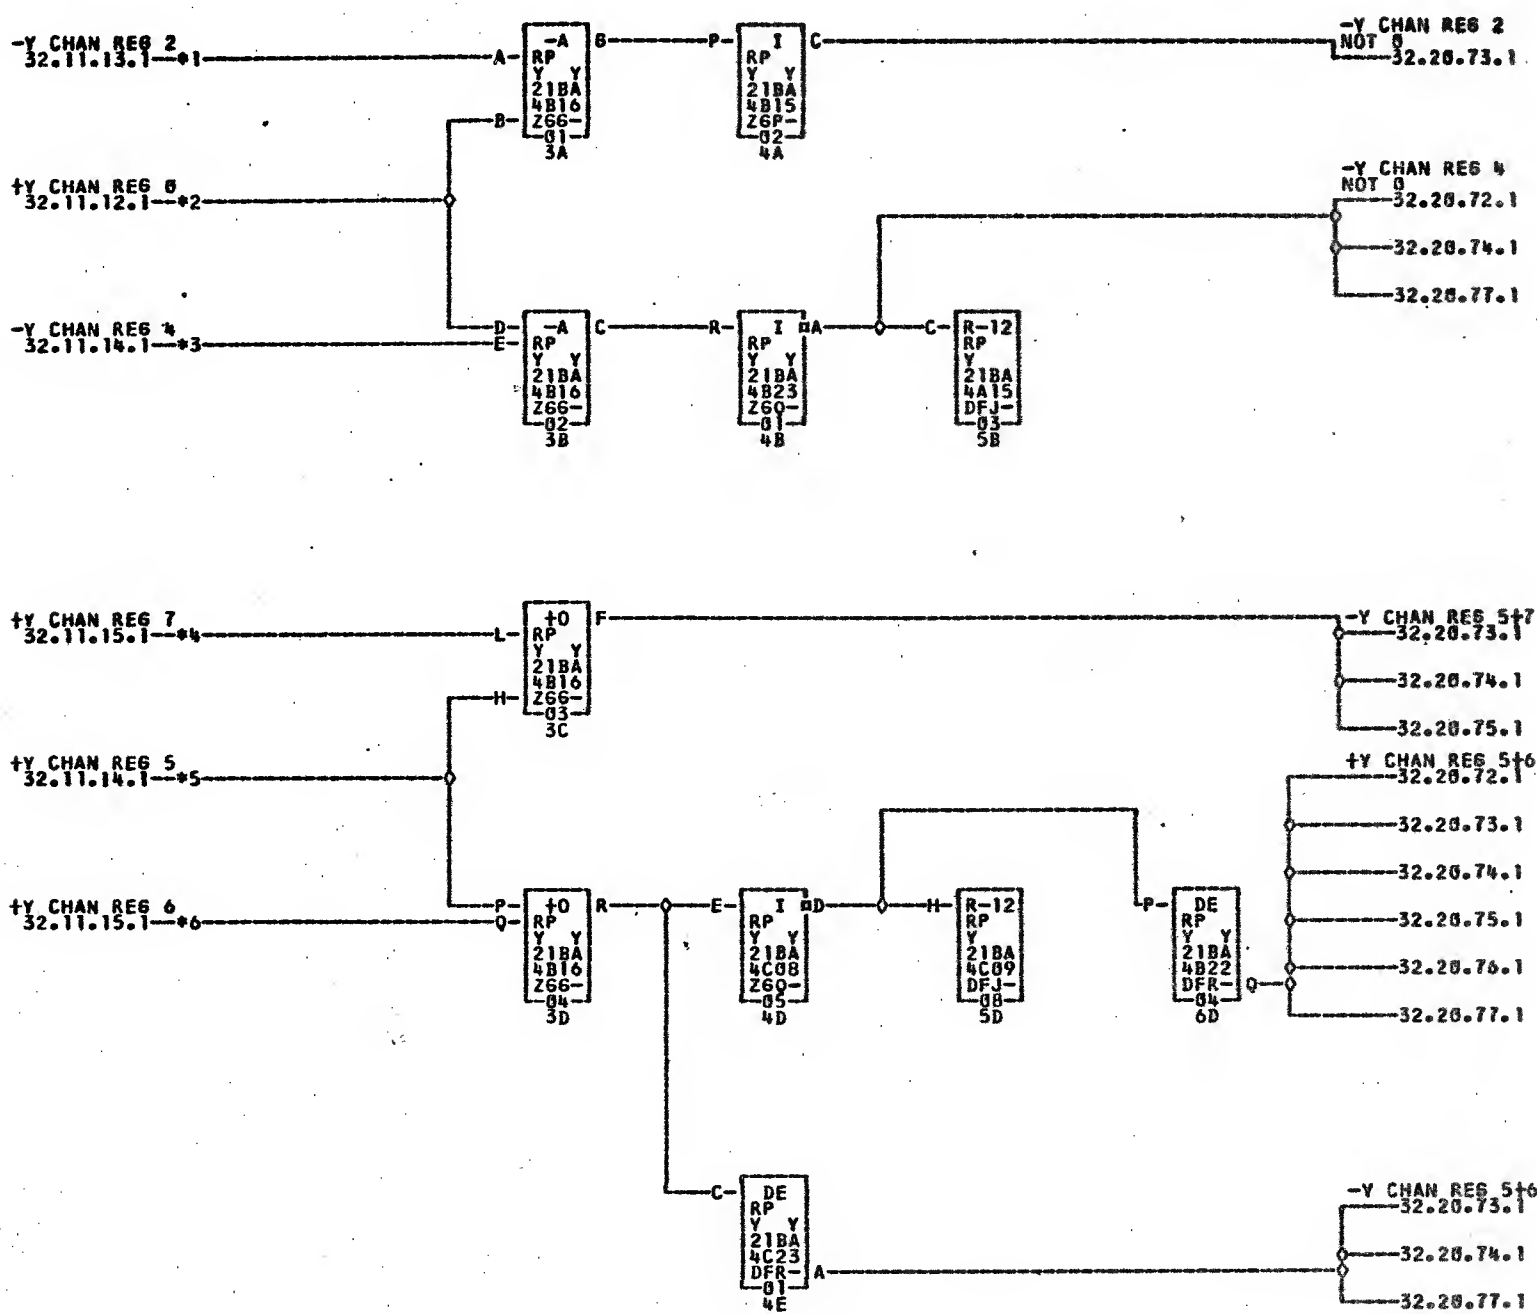 -Y CHAN REG 2
32.11.13.1--*1
A
-A
RP
Y Y
21BA
4B16
Z66-
01
3A
G
P
I
RP
Y Y
21BA
4B15
Z6P-
02
4A
C
-Y CHAN REG 2
NOT 0
32.20.73.1
B
+Y CHAN REG 0
32.11.12.1--*2
-Y CHAN REG 4
NOT 0
32.20.72.1
32.20.74.1
32.20.77.1
-Y CHAN REG 4
32.11.14.1--*3
D
E
-A
RP
Y Y
21BA
4B16
Z66-
02
3B
C
R
I
RP
Y Y
21BA
4B23
Z6Q-
01
4B
A
C
R-12
RP
Y
21BA
4A15
DFJ-
03
5B
+Y CHAN REG 7
32.11.15.1--*4
L
H
+O
RP
Y Y
21BA
4B16
Z66-
03
3C
F
-Y CHAN REG 5+7
32.20.73.1
32.20.74.1
32.20.75.1
+Y CHAN REG 5
32.11.14.1--*5
+Y CHAN REG 5+6
32.20.72.1
32.20.73.1
32.20.74.1
32.20.75.1
32.20.76.1
32.20.77.1
+Y CHAN REG 6
32.11.15.1--*6
P
Q
+O
RP
Y Y
21BA
4B16
Z66-
04
3D
R
E
I
RP
Y Y
21BA
4C08
Z6Q-
05
4D
D
H
R-12
RP
Y
21BA
4C09
DFJ-
08
5D
P
DE
RP
Y Y
21BA
4B22
DFR-
04
6D
Q
C
DE
RP
Y Y
21BA
4C23
DFR-
01
4E
A
-Y CHAN REG 5+6
32.20.73.1
32.20.74.1
32.20.77.1